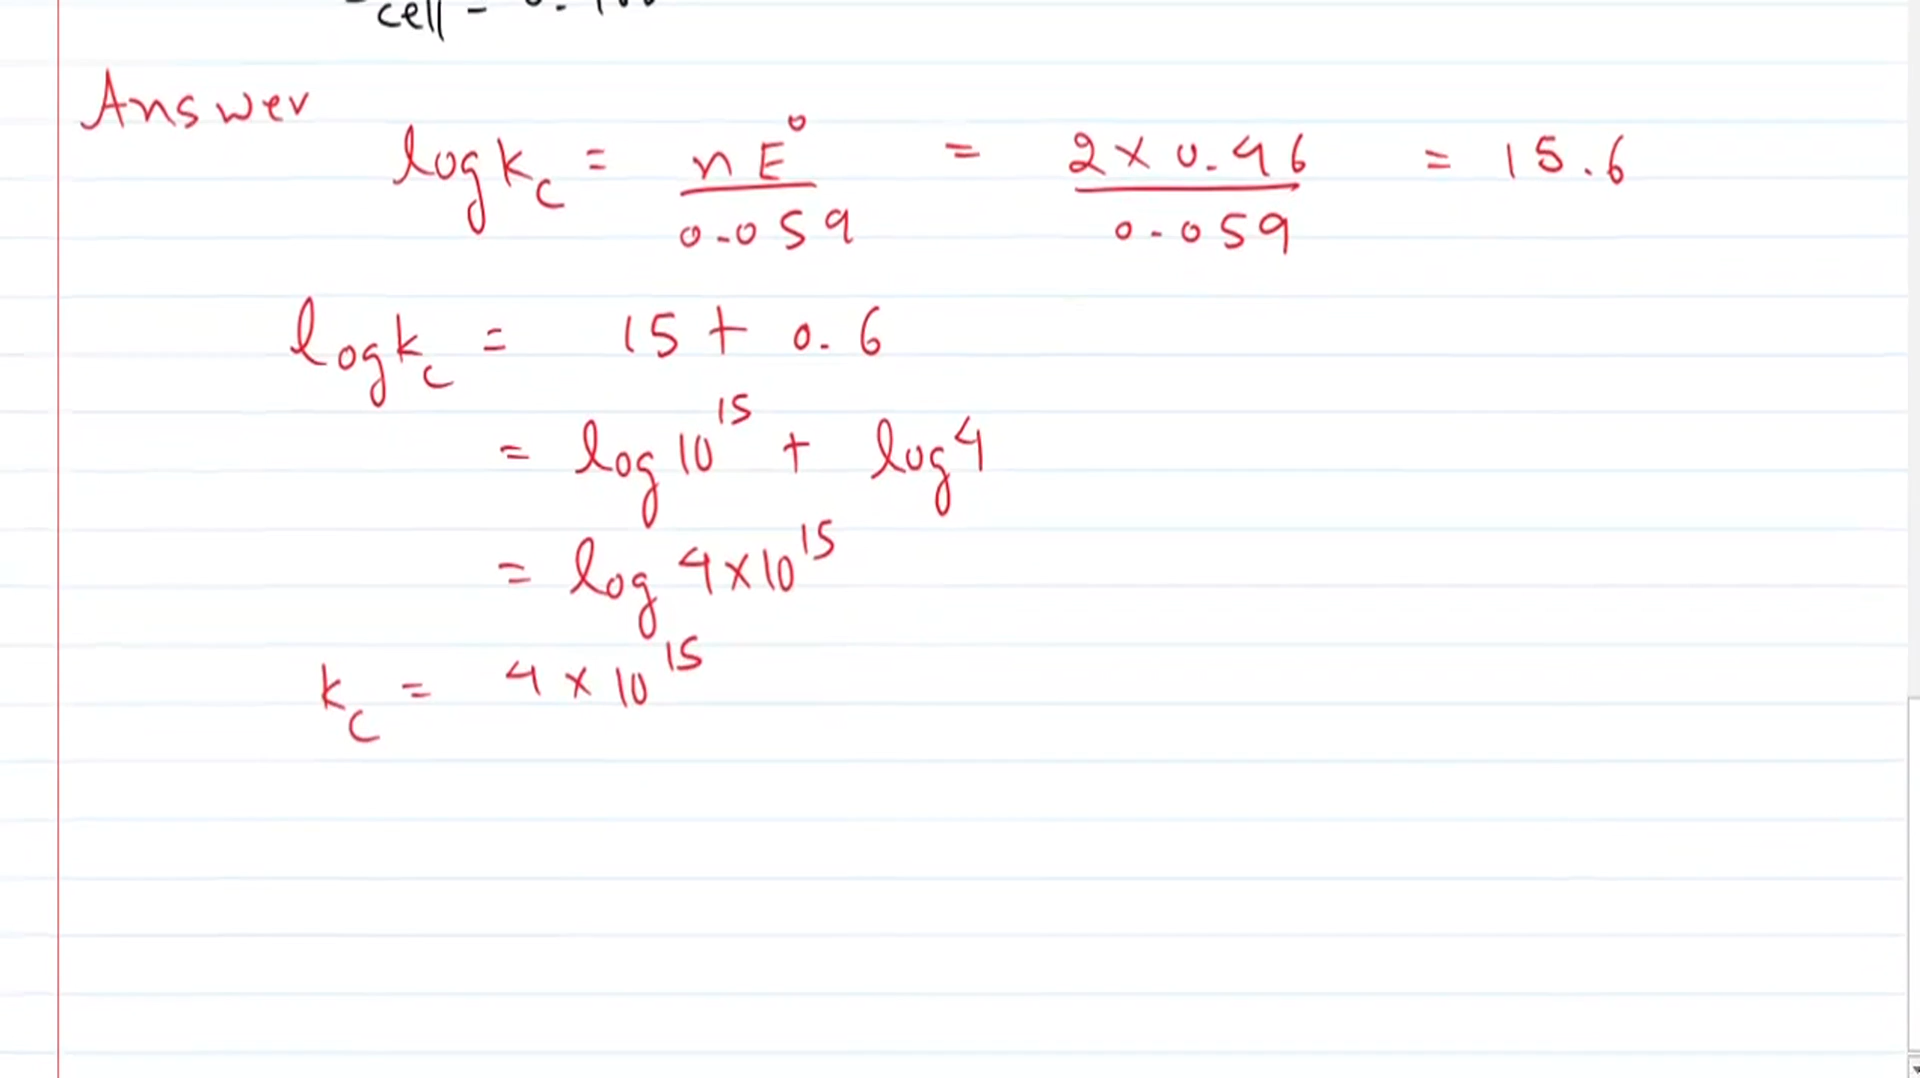 cell =
Answer
log kc = nE° / 0.059 = 2 × 0.46 / 0.059 = 15.6
log kc = 15 + 0.6
= log 10^15 + log 4
= log 4×10^15
kc = 4 × 10^15